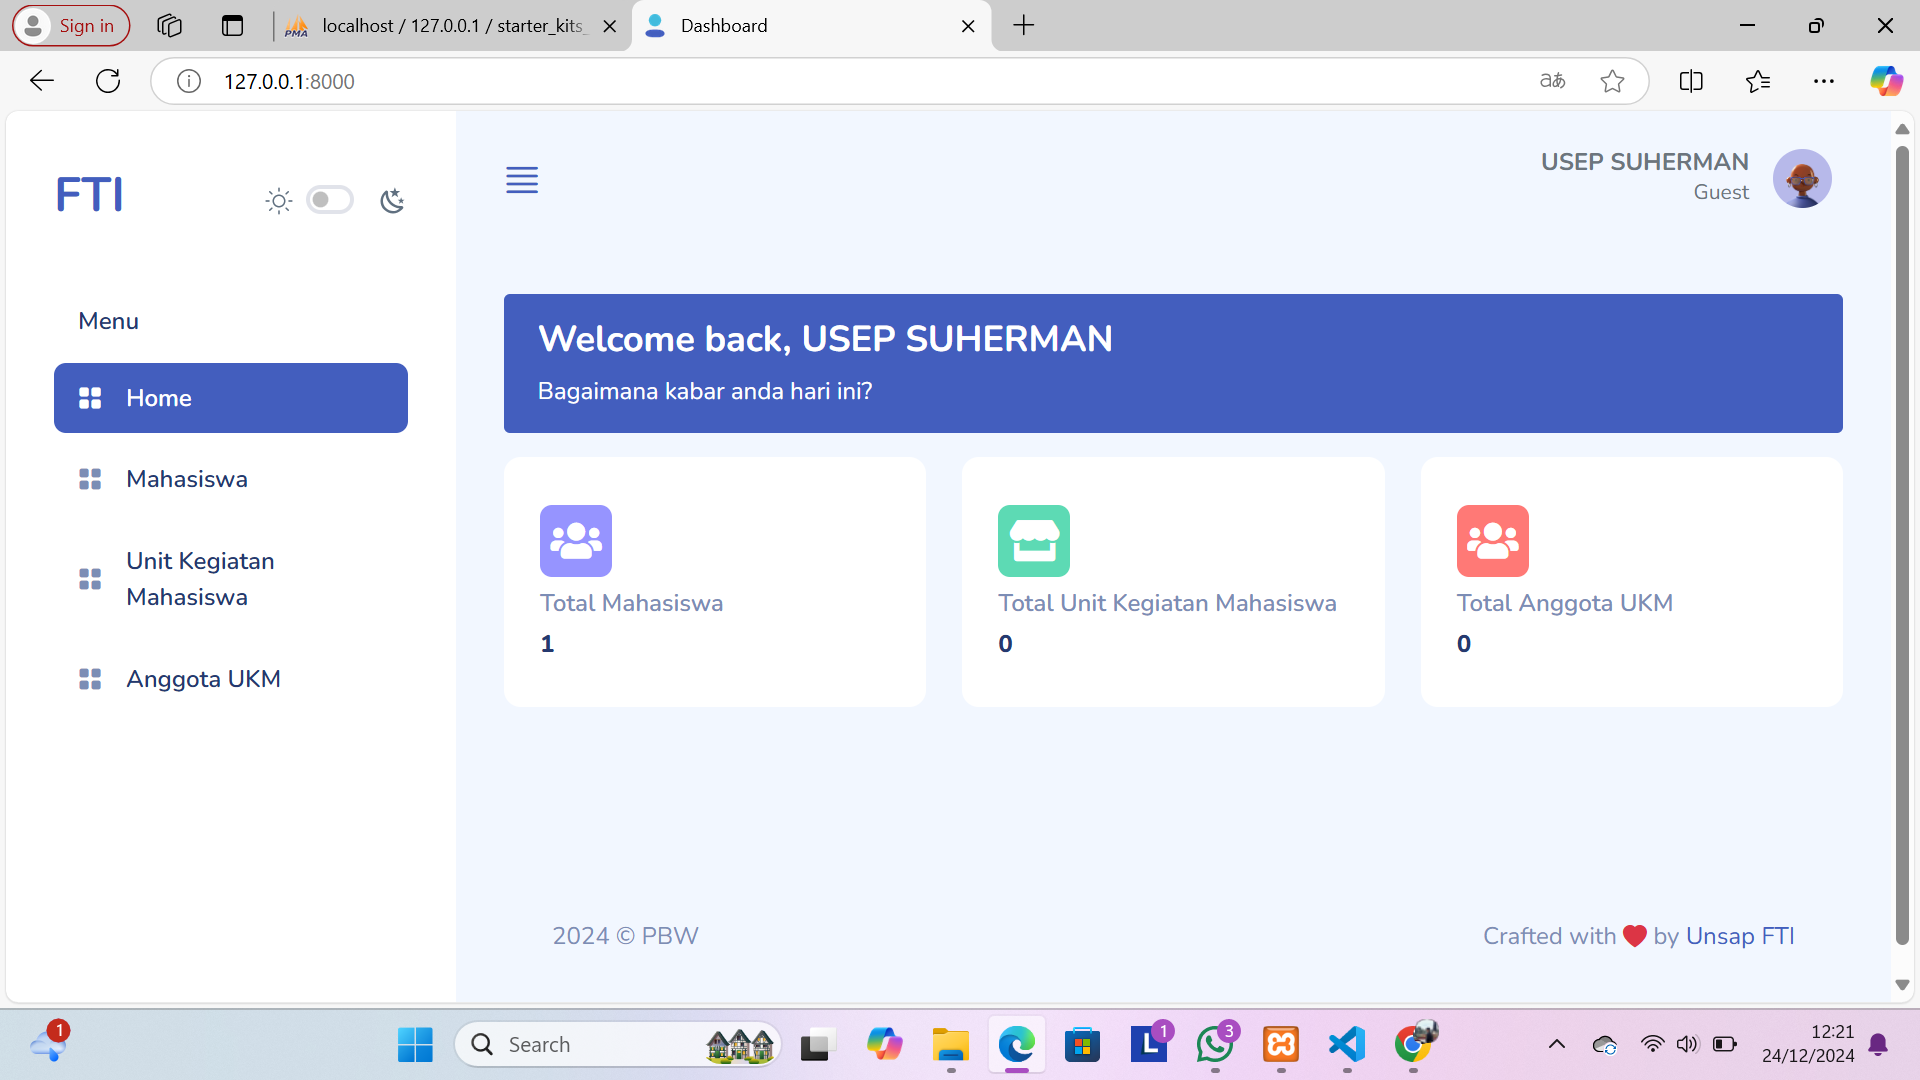 Sign in
PMA
localhost / 127.0.0.1 / starter_kits_
Dashboard
127.0.0.1:8000
aあ
FTI
USEP SUHERMAN
Guest
Menu
Home
Mahasiswa
Unit Kegiatan
Mahasiswa
Anggota UKM
Welcome back, USEP SUHERMAN
Bagaimana kabar anda hari ini?
Total Mahasiswa
1
Total Unit Kegiatan Mahasiswa
0
Total Anggota UKM
0
2024 © PBW
Crafted with ❤ by Unsap FTI
1
Search
L
1
3
12:21
24/12/2024